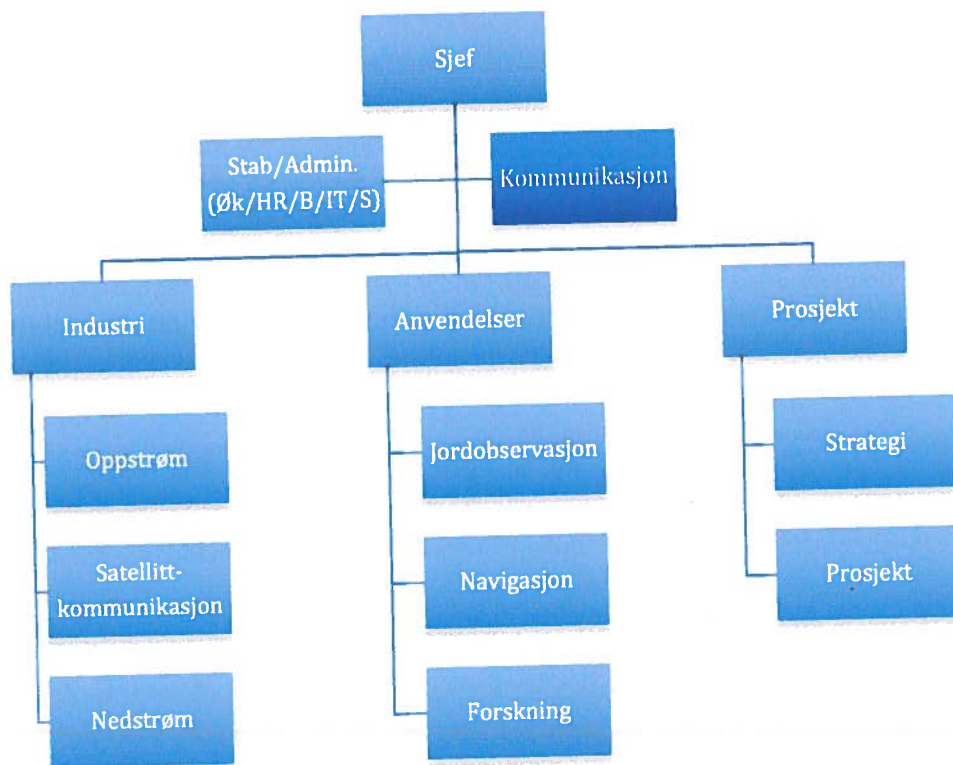 Sjef
Stab/Admin.
(Øk/HR/B/IT/S)
Kommunikasjon
Industri
Anvendelser
Prosjekt
Oppstrøm
Jordobservasjon
Strategi
Satellitt-
kommunikasjon
Navigasjon
Prosjekt
Nedstrøm
Forskning